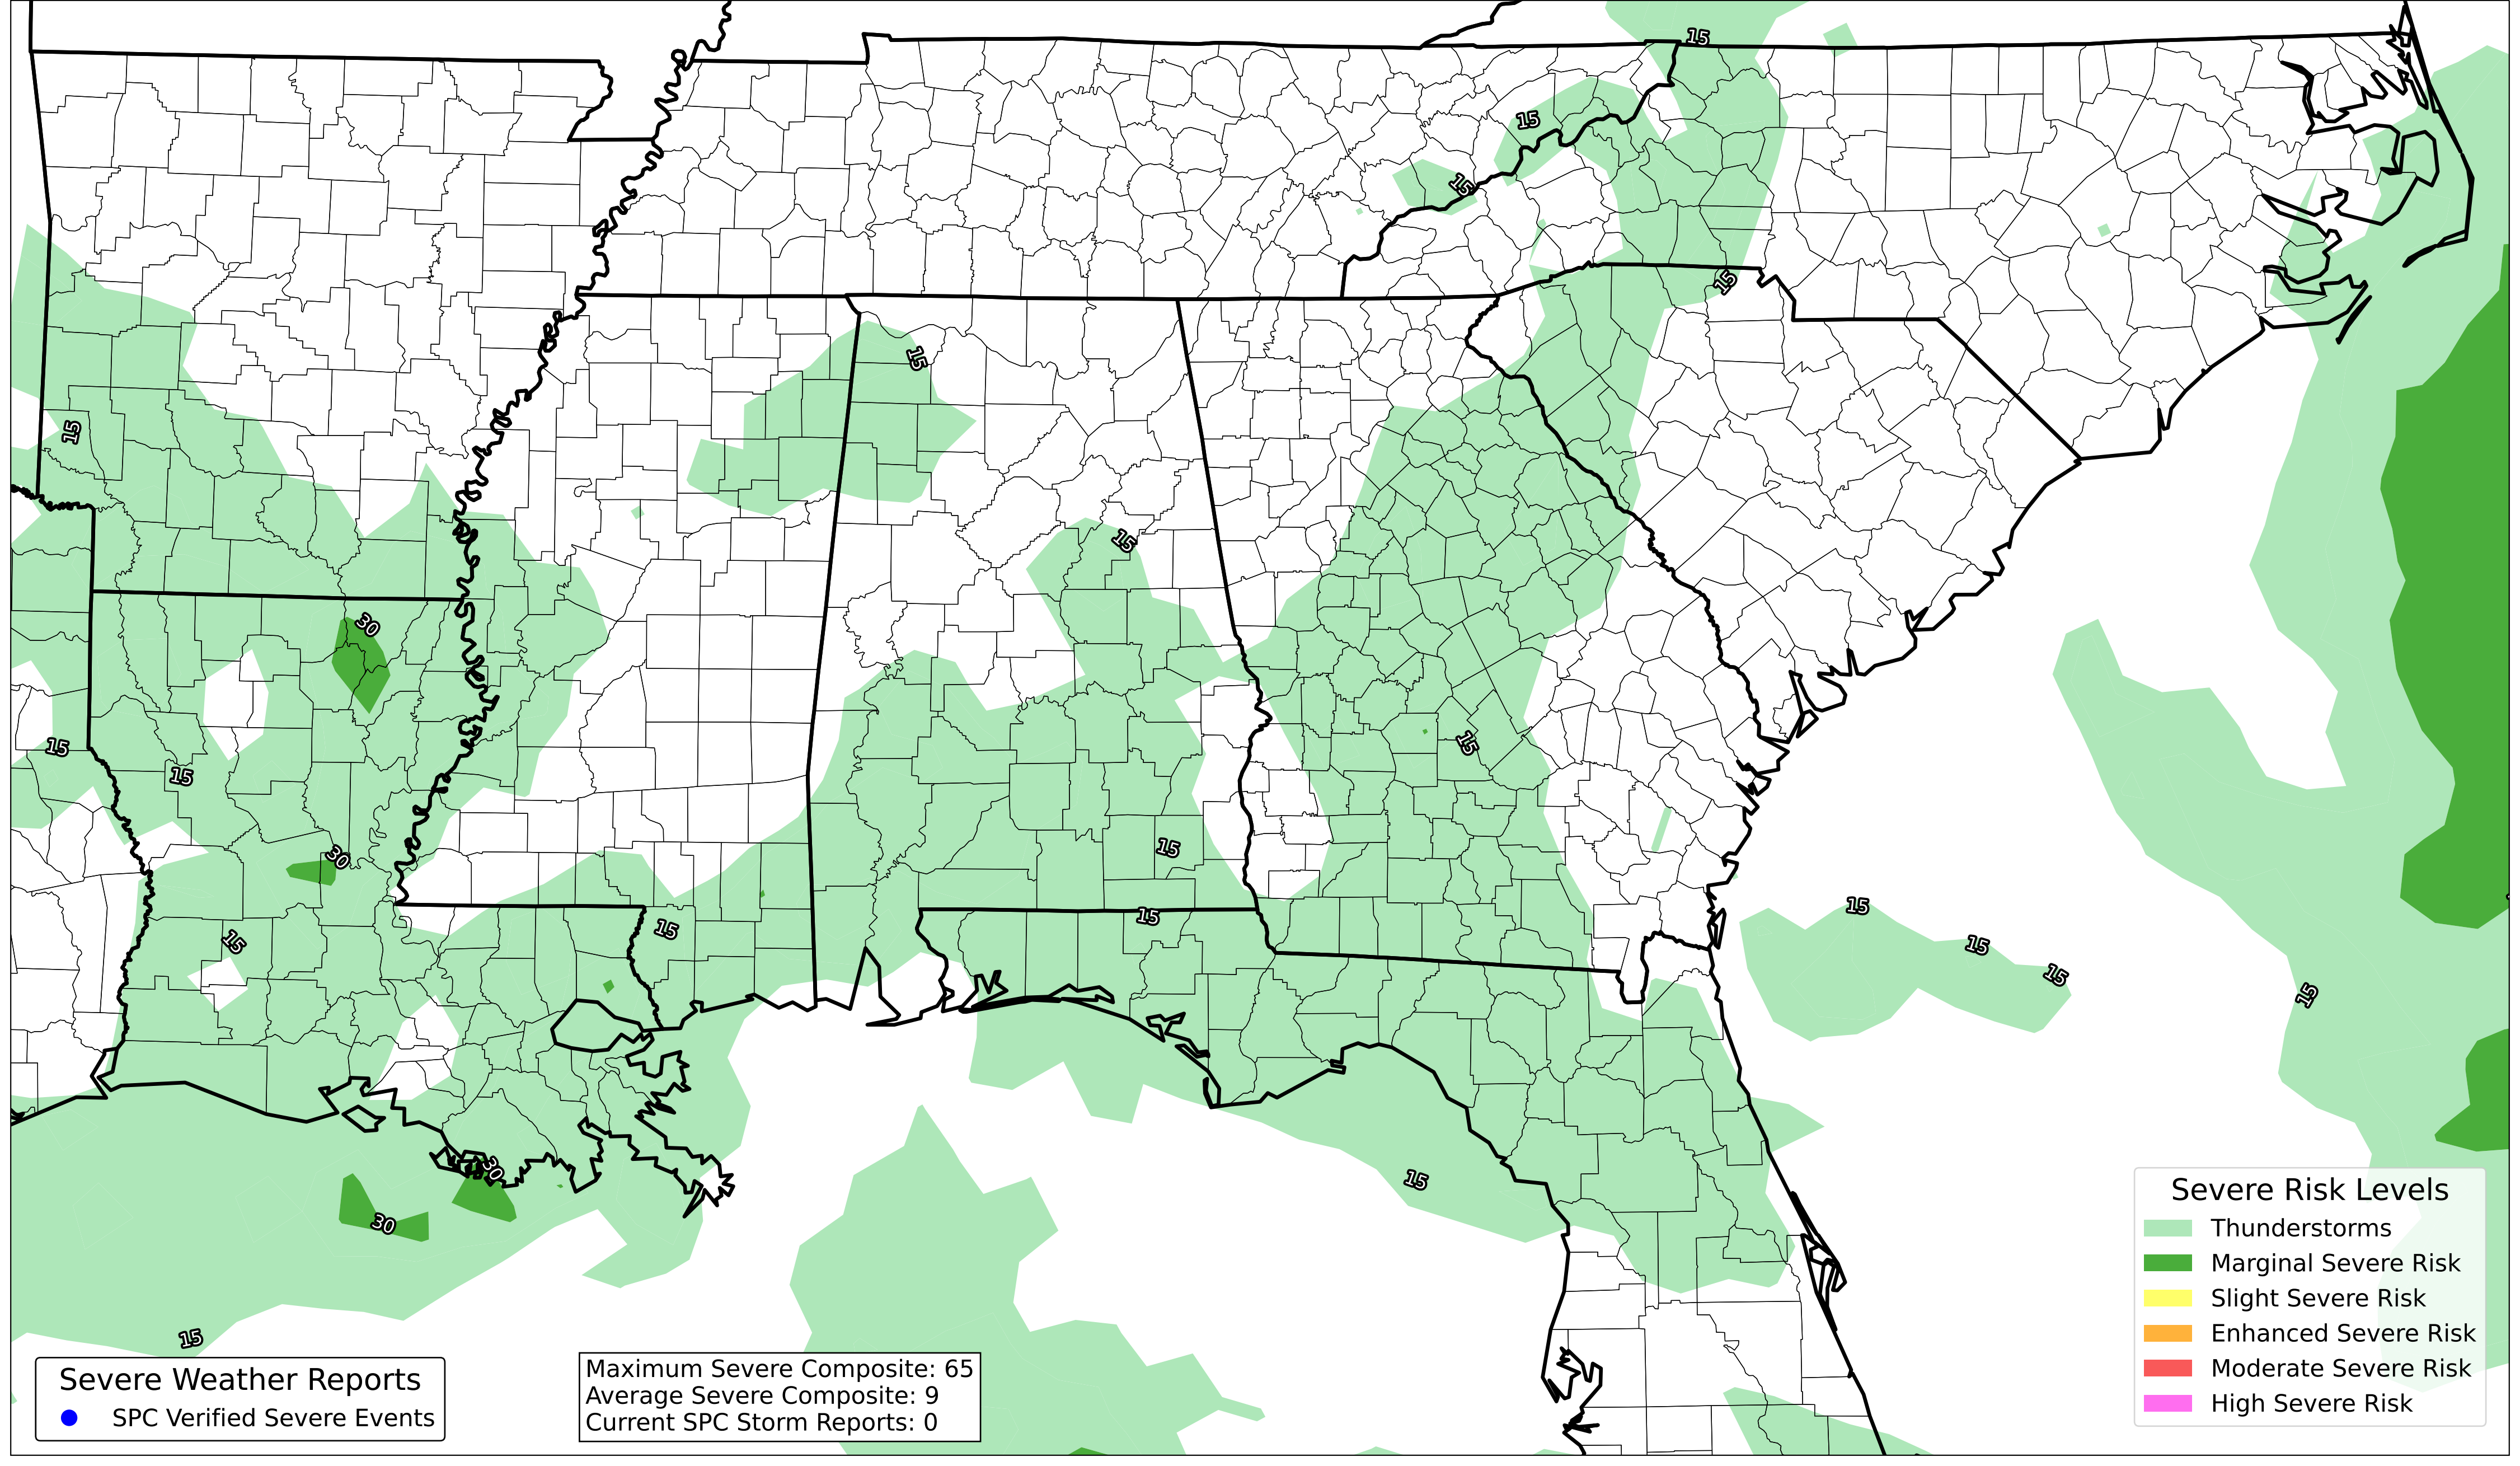 15
15
15
15
15
15
15
30
15
15
15
15
30
15
15
15
15
15
15
15
15
30
30
15
15
Severe Risk Levels
Thunderstorms
Marginal Severe Risk
Slight Severe Risk
Enhanced Severe Risk
Moderate Severe Risk
High Severe Risk
Severe Weather Reports
SPC Verified Severe Events
Maximum Severe Composite: 65
Average Severe Composite: 9
Current SPC Storm Reports: 0